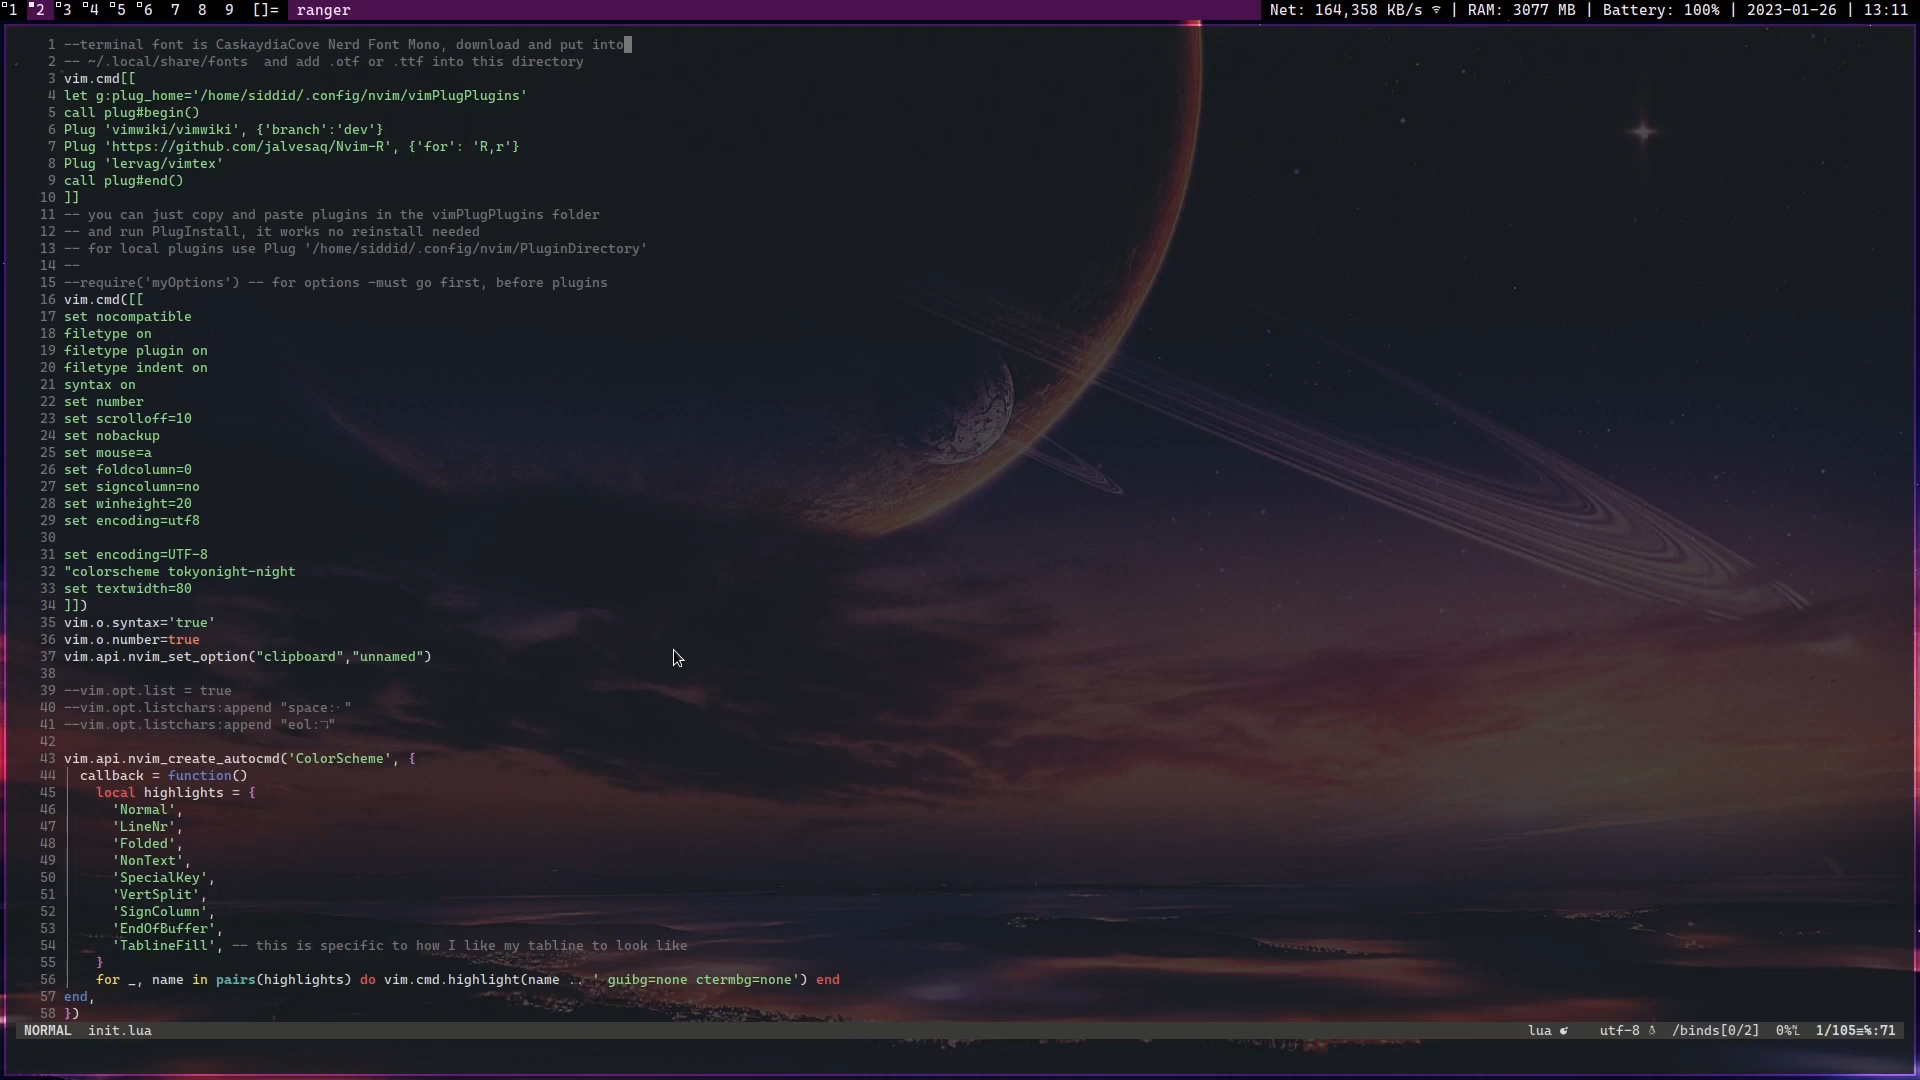 1 2 3 4 5 6 7 8 9 []= ranger Net: 164,358 KB/s | RAM: 3077 MB | Battery: 100% | 2023-01-26 | 13:11
1 --terminal font is CaskaydiaCove Nerd Font Mono, download and put into
2 -- ~/.local/share/fonts  and add .otf or .ttf into this directory
3 vim.cmd[[
4 let g:plug_home='/home/siddid/.config/nvim/vimPlugPlugins'
5 call plug#begin()
6 Plug 'vimwiki/vimwiki', {'branch':'dev'}
7 Plug 'https://github.com/jalvesaq/Nvim-R', {'for': 'R,r'}
8 Plug 'lervag/vimtex'
9 call plug#end()
10 ]]
11 -- you can just copy and paste plugins in the vimPlugPlugins folder
12 -- and run PlugInstall, it works no reinstall needed
13 -- for local plugins use Plug '/home/siddid/.config/nvim/PluginDirectory'
14 --
15 --require('myOptions') -- for options -must go first, before plugins
16 vim.cmd([[
17 set nocompatible
18 filetype on
19 filetype plugin on
20 filetype indent on
21 syntax on
22 set number
23 set scrolloff=10
24 set nobackup
25 set mouse=a
26 set foldcolumn=0
27 set signcolumn=no
28 set winheight=20
29 set encoding=utf8
30
31 set encoding=UTF-8
32 "colorscheme tokyonight-night
33 set textwidth=80
34 ]])
35 vim.o.syntax='true'
36 vim.o.number=true
37 vim.api.nvim_set_option("clipboard","unnamed")
38
39 --vim.opt.list = true
40 --vim.opt.listchars:append "space:⋅"
41 --vim.opt.listchars:append "eol:¬"
42
43 vim.api.nvim_create_autocmd('ColorScheme', {
44   callback = function()
45     local highlights = {
46       'Normal',
47       'LineNr',
48       'Folded',
49       'NonText',
50       'SpecialKey',
51       'VertSplit',
52       'SignColumn',
53       'EndOfBuffer',
54       'TablineFill', -- this is specific to how I like my tabline to look like
55     }
56     for _, name in pairs(highlights) do vim.cmd.highlight(name .. ' guibg=none ctermbg=none') end
57 end,
58 })
NORMAL  init.lua lua utf-8 /binds[0/2] 0% 1/105≡%:71